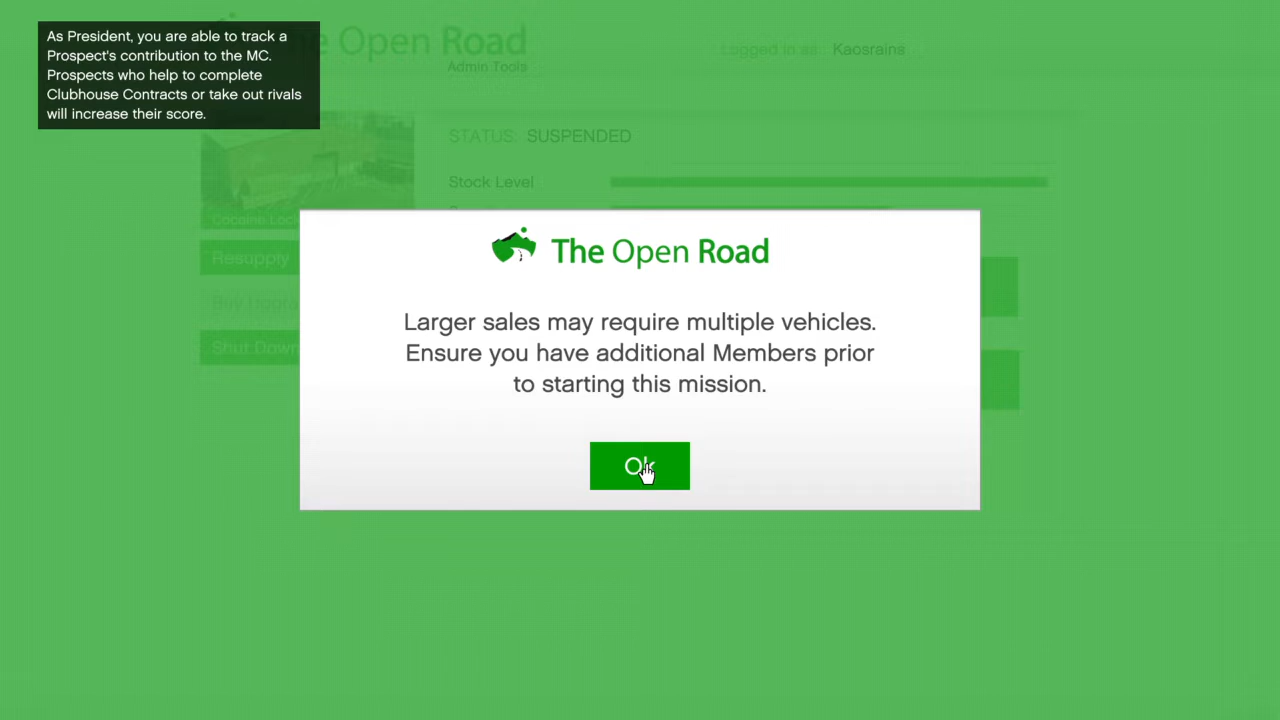 As President, you are able to track a
Prospect's contribution to the MC.
Prospects who help to complete
Clubhouse Contracts or take out rivals
will increase their score.
The Open Road
Admin Tools
Logged in as: Kaosrains
STATUS: SUSPENDED
Stock Level
Resupply
Shut Down
The Open Road
Larger sales may require multiple vehicles.
Ensure you have additional Members prior
to starting this mission.
Ok